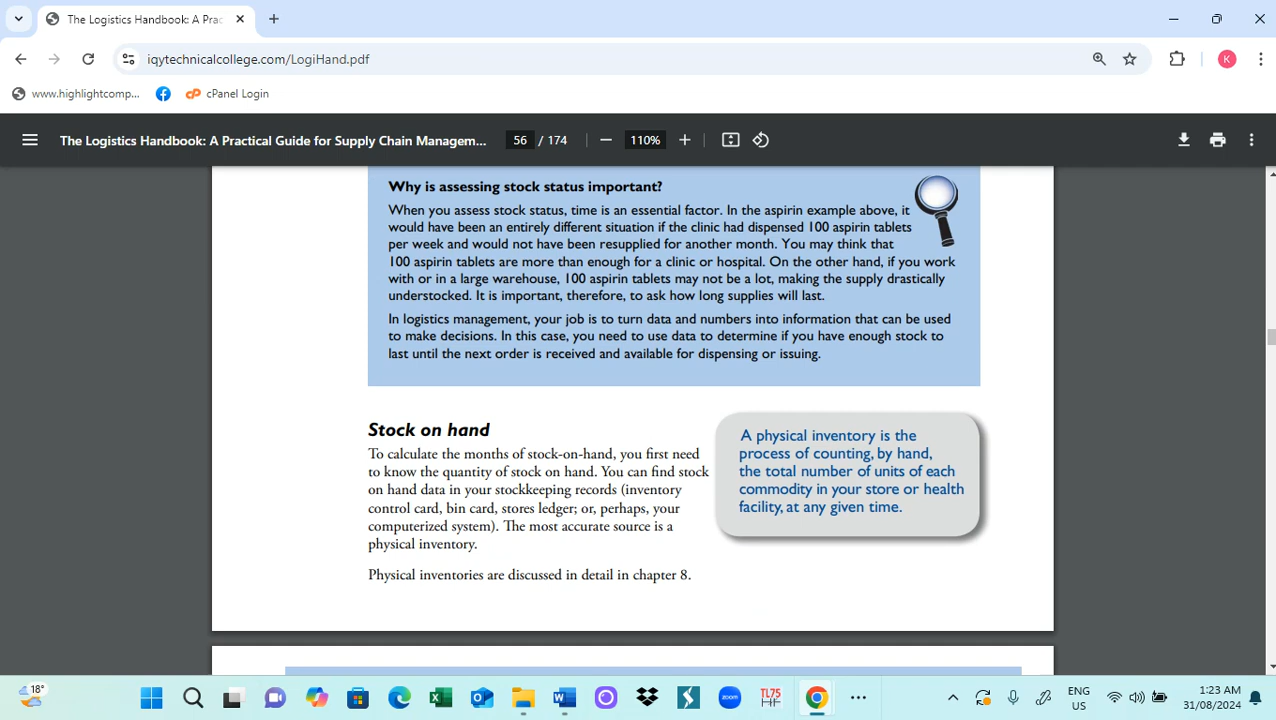 The Logistics Handbook: A Prac
iqytechnicalcollege.com/LogiHand.pdf
K
www.highlightcomp...
cPanel Login
The Logistics Handbook: A Practical Guide for Supply Chain Managem...
56 / 174
110%
Why is assessing stock status important?
When you assess stock status, time is an essential factor. In the aspirin example above, it
would have been an entirely different situation if the clinic had dispensed 100 aspirin tablets
per week and would not have been resupplied for another month. You may think that
100 aspirin tablets are more than enough for a clinic or hospital. On the other hand, if you work
with or in a large warehouse, 100 aspirin tablets may not be a lot, making the supply drastically
understocked. It is important, therefore, to ask how long supplies will last.
In logistics management, your job is to turn data and numbers into information that can be used
to make decisions. In this case, you need to use data to determine if you have enough stock to
last until the next order is received and available for dispensing or issuing.
Stock on hand
To calculate the months of stock-on-hand, you first need
to know the quantity of stock on hand. You can find stock
on hand data in your stockkeeping records (inventory
control card, bin card, stores ledger; or, perhaps, your
computerized system). The most accurate source is a
physical inventory.
Physical inventories are discussed in detail in chapter 8.
A physical inventory is the
process of counting, by hand,
the total number of units of each
commodity in your store or health
facility, at any given time.
18°
zoom
TL75
ENG
US
1:23 AM
31/08/2024